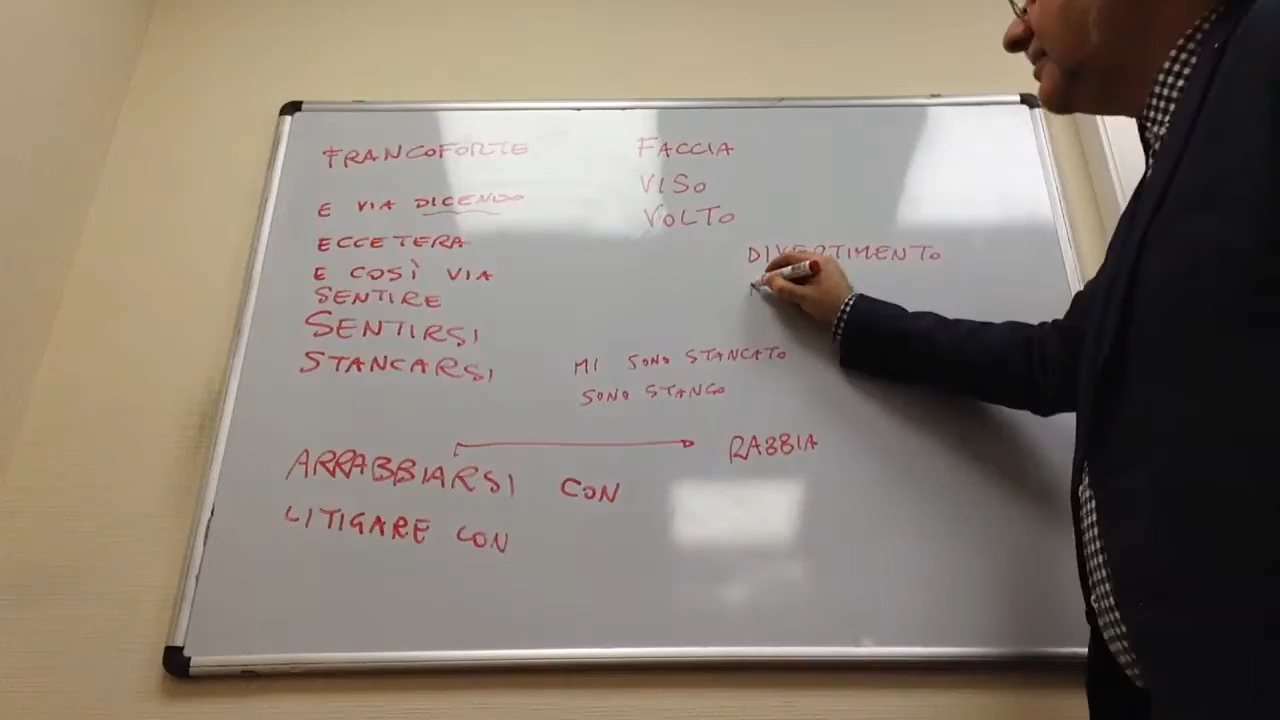 FRANCOFORTE
E VIA DICENDO
ECCETERA
E COSÌ VIA
SENTIRE
SENTIRSI
STANCARSI
ARRABBIARSI CON
LITIGARE CON
FACCIA
VISO
VOLTO
DIVERTIMENTO
MI SONO STANCATO
SONO STANCO
RABBIA